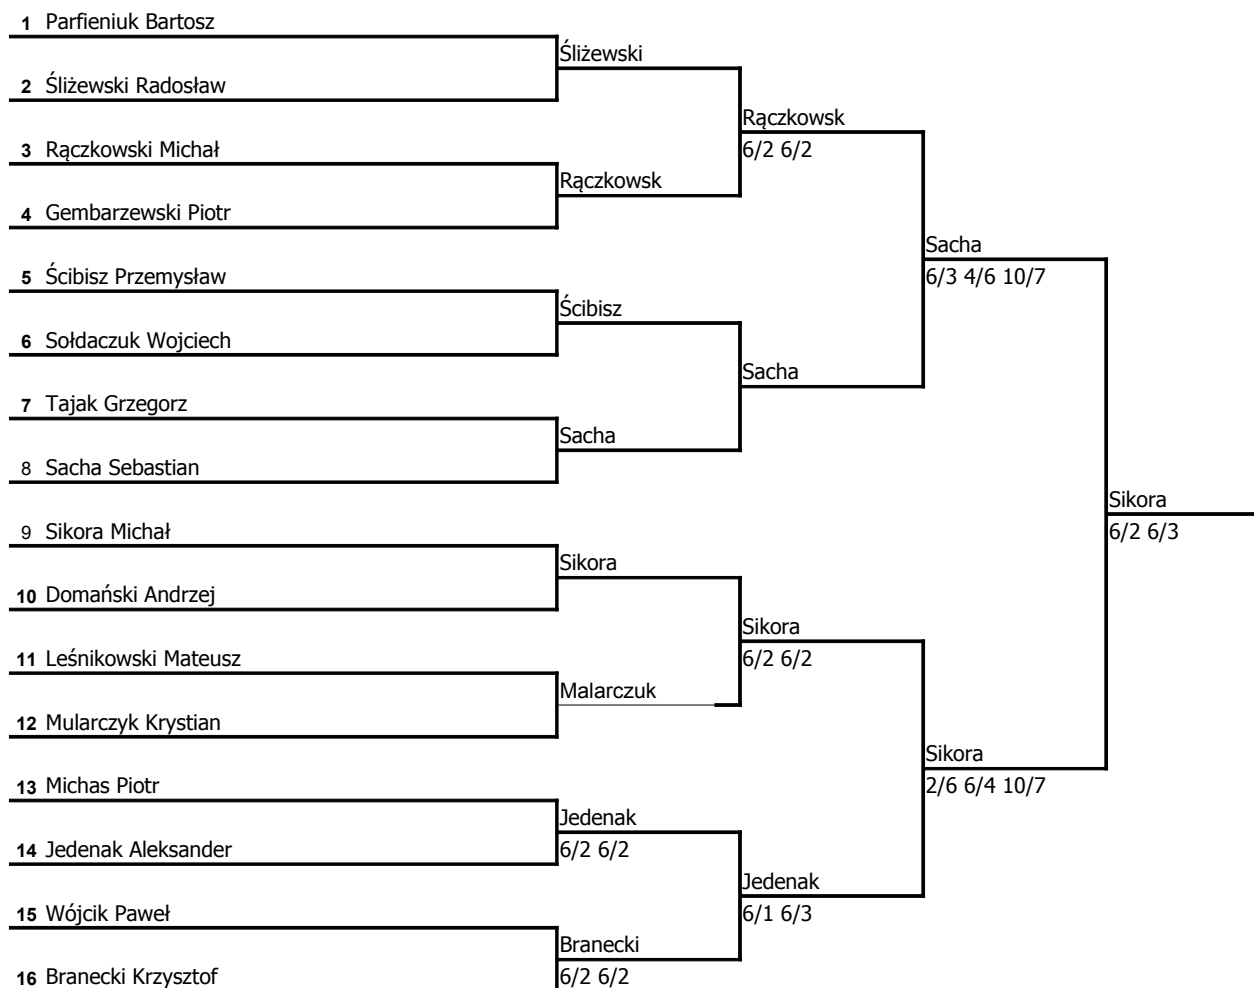 1 Parfieniuk Bartosz
Śliżewski
2 Śliżewski Radosław
Rączkowsk
6/2 6/2
3 Rączkowski Michał
Rączkowsk
4 Gembarzewski Piotr
Sacha
6/3 4/6 10/7
5 Ścibisz Przemysław
Ścibisz
6 Sołdaczuk Wojciech
Sacha
7 Tajak Grzegorz
Sacha
8 Sacha Sebastian
Sikora
6/2 6/3
9 Sikora Michał
Sikora
10 Domański Andrzej
Sikora
6/2 6/2
11 Leśnikowski Mateusz
Malarczuk
12 Mularczyk Krystian
Sikora
2/6 6/4 10/7
13 Michas Piotr
Jedenak
6/2 6/2
14 Jedenak Aleksander
Jedenak
6/1 6/3
15 Wójcik Paweł
Branecki
6/2 6/2
16 Branecki Krzysztof